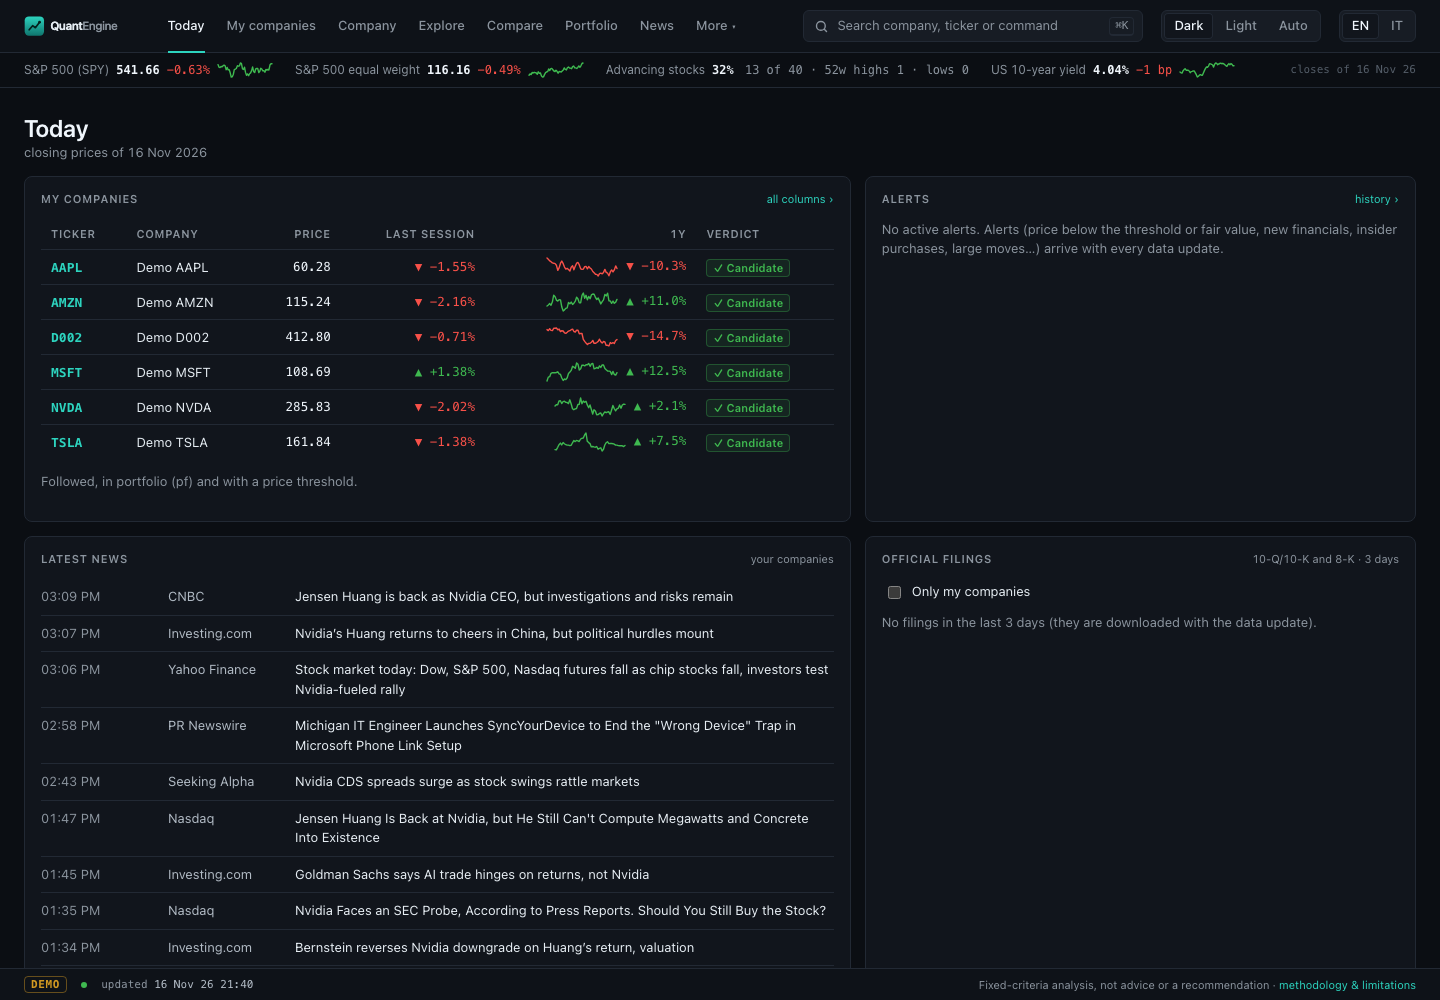 QuantEngine
Today My companies Company Explore Compare Portfolio News More ▾
Search company, ticker or command ⌘K
Dark Light Auto
EN IT
S&P 500 (SPY) 541.66 −0.63% S&P 500 equal weight 116.16 −0.49% Advancing stocks 32% 13 of 40 · 52w highs 1 · lows 0 US 10-year yield 4.04% −1 bp closes of 16 Nov 26
Today
closing prices of 16 Nov 2026
MY COMPANIES all columns ›
TICKER COMPANY PRICE LAST SESSION 1Y VERDICT
AAPL Demo AAPL 60.28 ▼ −1.55% ▼ −10.3% ✓ Candidate
AMZN Demo AMZN 115.24 ▼ −2.16% ▲ +11.0% ✓ Candidate
D002 Demo D002 412.80 ▼ −0.71% ▼ −14.7% ✓ Candidate
MSFT Demo MSFT 108.69 ▲ +1.38% ▲ +12.5% ✓ Candidate
NVDA Demo NVDA 285.83 ▼ −2.02% ▲ +2.1% ✓ Candidate
TSLA Demo TSLA 161.84 ▼ −1.38% ▲ +7.5% ✓ Candidate
Followed, in portfolio (pf) and with a price threshold.
ALERTS history ›
No active alerts. Alerts (price below the threshold or fair value, new financials, insider
purchases, large moves…) arrive with every data update.
LATEST NEWS your companies
03:09 PM CNBC Jensen Huang is back as Nvidia CEO, but investigations and risks remain
03:07 PM Investing.com Nvidia’s Huang returns to cheers in China, but political hurdles mount
03:06 PM Yahoo Finance Stock market today: Dow, S&P 500, Nasdaq futures fall as chip stocks fall, investors test
Nvidia-fueled rally
02:58 PM PR Newswire Michigan IT Engineer Launches SyncYourDevice to End the "Wrong Device" Trap in
Microsoft Phone Link Setup
02:43 PM Seeking Alpha Nvidia CDS spreads surge as stock swings rattle markets
01:47 PM Nasdaq Jensen Huang Is Back at Nvidia, but He Still Can't Compute Megawatts and Concrete
Into Existence
01:45 PM Investing.com Goldman Sachs says AI trade hinges on returns, not Nvidia
01:35 PM Nasdaq Nvidia Faces an SEC Probe, According to Press Reports. Should You Still Buy the Stock?
01:34 PM Investing.com Bernstein reverses Nvidia downgrade on Huang’s return, valuation
OFFICIAL FILINGS 10-Q/10-K and 8-K · 3 days
Only my companies
No filings in the last 3 days (they are downloaded with the data update).
DEMO updated 16 Nov 26 21:40
Fixed-criteria analysis, not advice or a recommendation · methodology & limitations